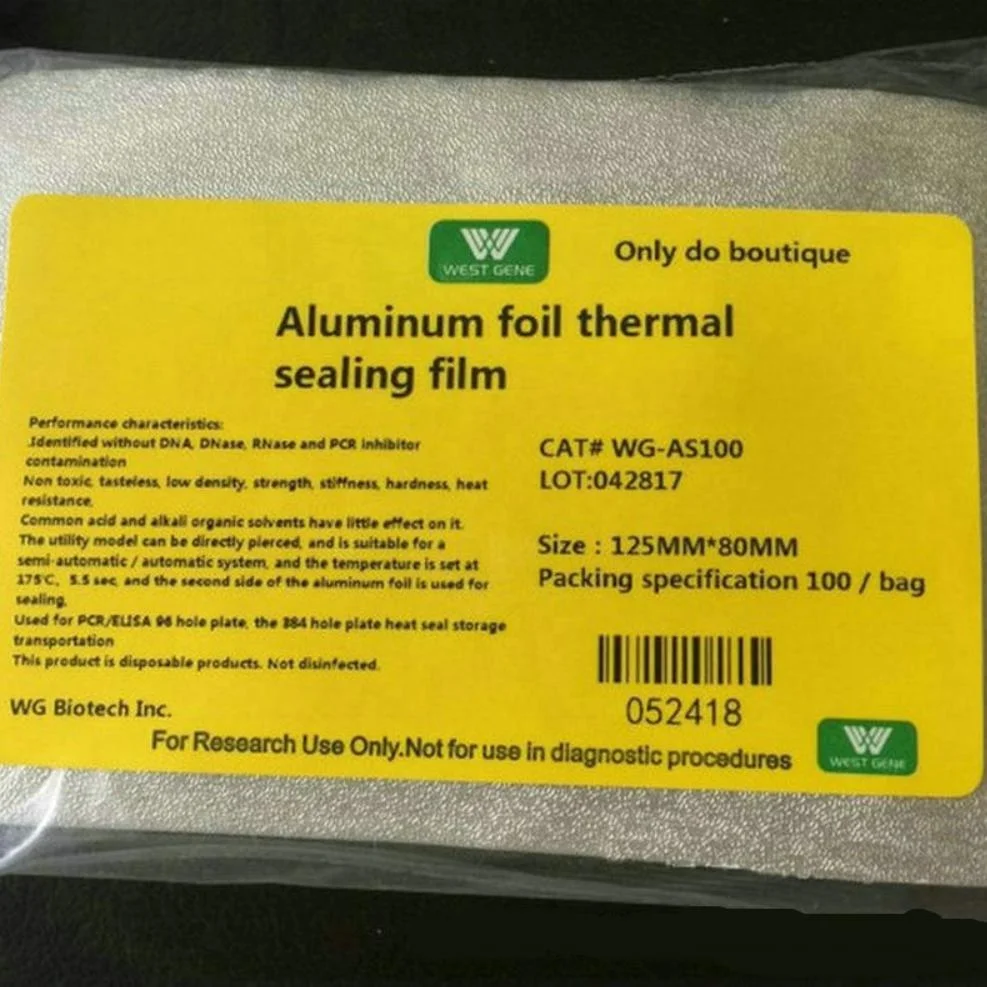 WEST GENE
Only do boutique
Aluminum foil thermal
sealing film
Performance characteristics:
.Identified without DNA, DNase, RNase and PCR inhibitor
contamination
Non toxic, tasteless, low density, strength, stiffness, hardness, heat
resistance,
Common acid and alkali organic solvents have little effect on it.
The utility model can be directly pierced, and is suitable for a
semi-automatic / automatic system, and the temperature is set at
175℃, 5.5 sec, and the second side of the aluminum foil is used for
sealing,
Used for PCR/ELISA 96 hole plate, the 384 hole plate heat seal storage
transportation
This product is disposable products. Not disinfected.
WG Biotech Inc.
CAT# WG-AS100
LOT:042817
Size : 125MM*80MM
Packing specification 100 / bag
052418
WEST GENE
For Research Use Only.Not for use in diagnostic procedures